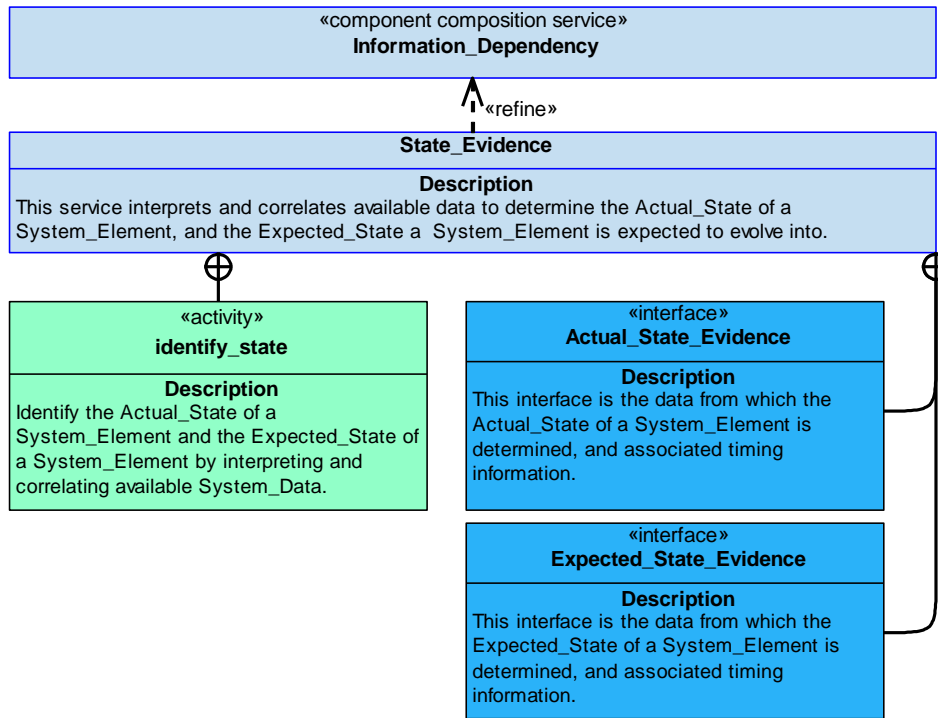 «component composition service»
Information_Dependency
«refine»
State_Evidence
Description
This service interprets and correlates available data to determine the Actual_State of a
System_Element, and the Expected_State a System_Element is expected to evolve into.
«activity»
identify_state
Description
Identify the Actual_State of a
System_Element and the Expected_State of
a System_Element by interpreting and
correlating available System_Data.
«interface»
Actual_State_Evidence
Description
This interface is the data from which the
Actual_State of a System_Element is
determined, and associated timing
information.
«interface»
Expected_State_Evidence
Description
This interface is the data from which the
Expected_State of a System_Element is
determined, and associated timing
information.